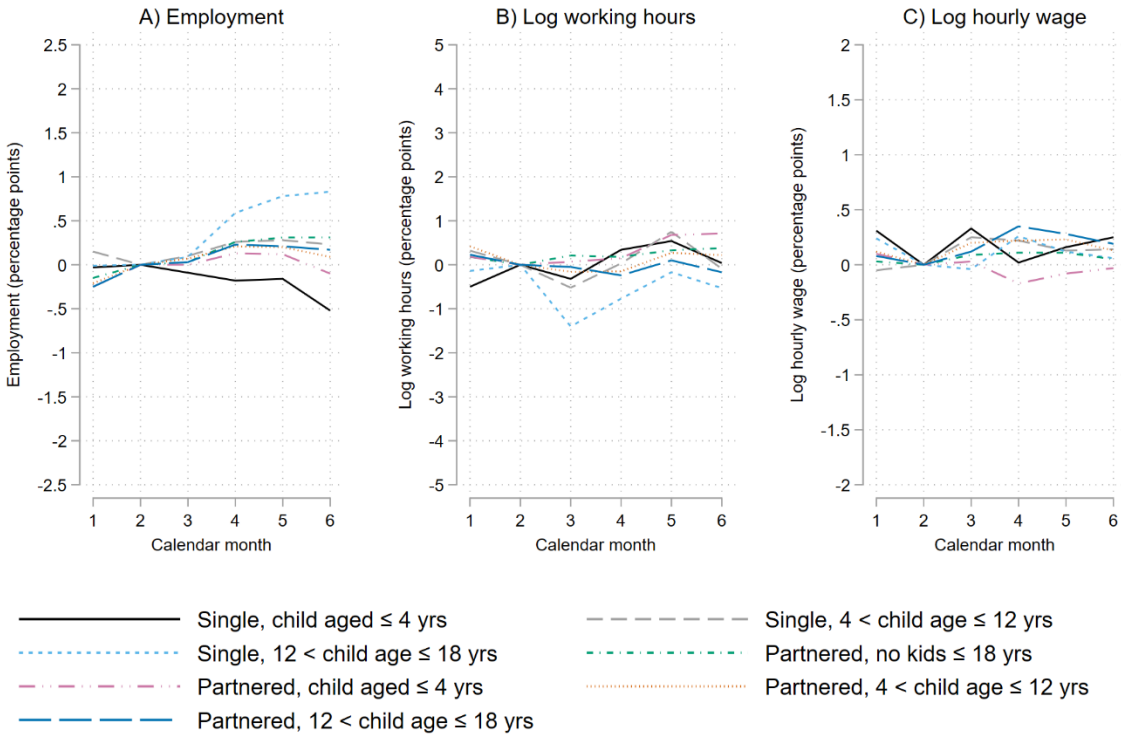 A) Employment
2.5
2
1.5
1
.5
0
-.5
-1
-1.5
-2
-2.5
Employment (percentage points)
1 2 3 4 5 6
Calendar month
B) Log working hours
5
4
3
2
1
0
-1
-2
-3
-4
-5
Log working hours (percentage points)
1 2 3 4 5 6
Calendar month
C) Log hourly wage
2
1.5
1
.5
0
-.5
-1
-1.5
-2
Log hourly wage (percentage points)
1 2 3 4 5 6
Calendar month
Single, child aged ≤ 4 yrs
Single, 4 < child age ≤ 12 yrs
Single, 12 < child age ≤ 18 yrs
Partnered, no kids ≤ 18 yrs
Partnered, child aged ≤ 4 yrs
Partnered, 4 < child age ≤ 12 yrs
Partnered, 12 < child age ≤ 18 yrs